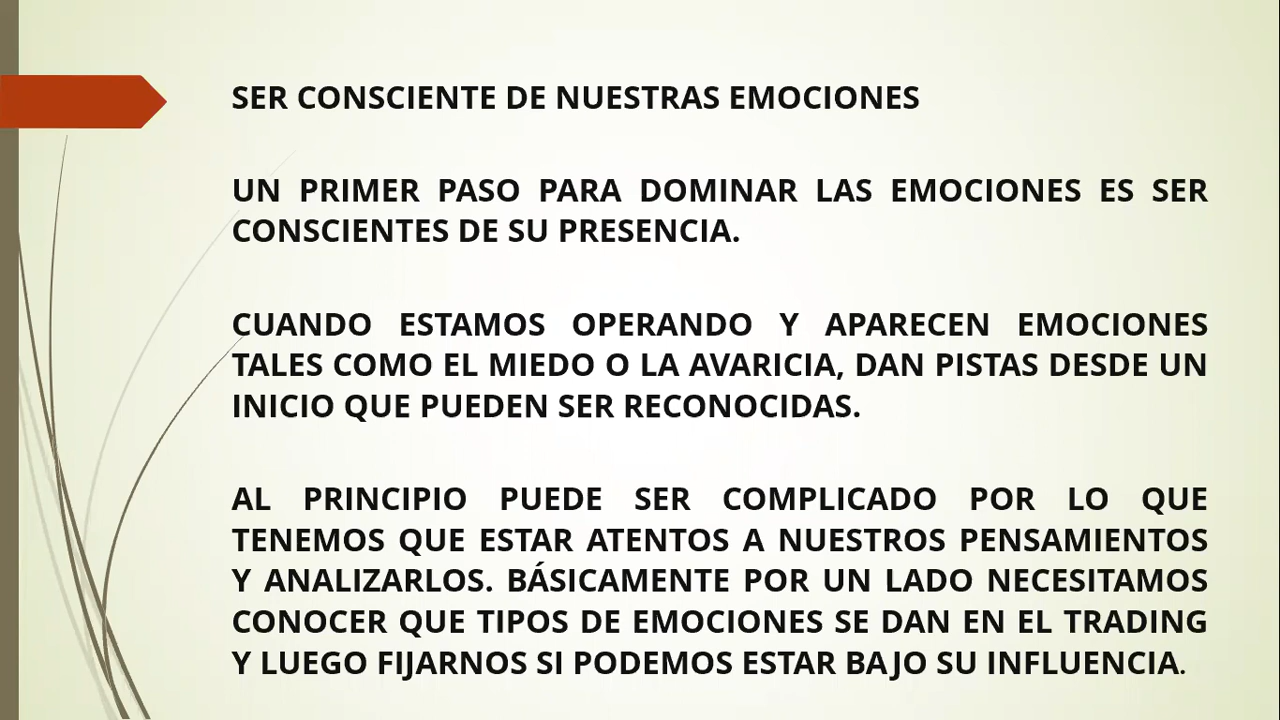 SER CONSCIENTE DE NUESTRAS EMOCIONES
UN PRIMER PASO PARA DOMINAR LAS EMOCIONES ES SER
CONSCIENTES DE SU PRESENCIA.
CUANDO ESTAMOS OPERANDO Y APARECEN EMOCIONES
TALES COMO EL MIEDO O LA AVARICIA, DAN PISTAS DESDE UN
INICIO QUE PUEDEN SER RECONOCIDAS.
AL PRINCIPIO PUEDE SER COMPLICADO POR LO QUE
TENEMOS QUE ESTAR ATENTOS A NUESTROS PENSAMIENTOS
Y ANALIZARLOS. BÁSICAMENTE POR UN LADO NECESITAMOS
CONOCER QUE TIPOS DE EMOCIONES SE DAN EN EL TRADING
Y LUEGO FIJARNOS SI PODEMOS ESTAR BAJO SU INFLUENCIA.